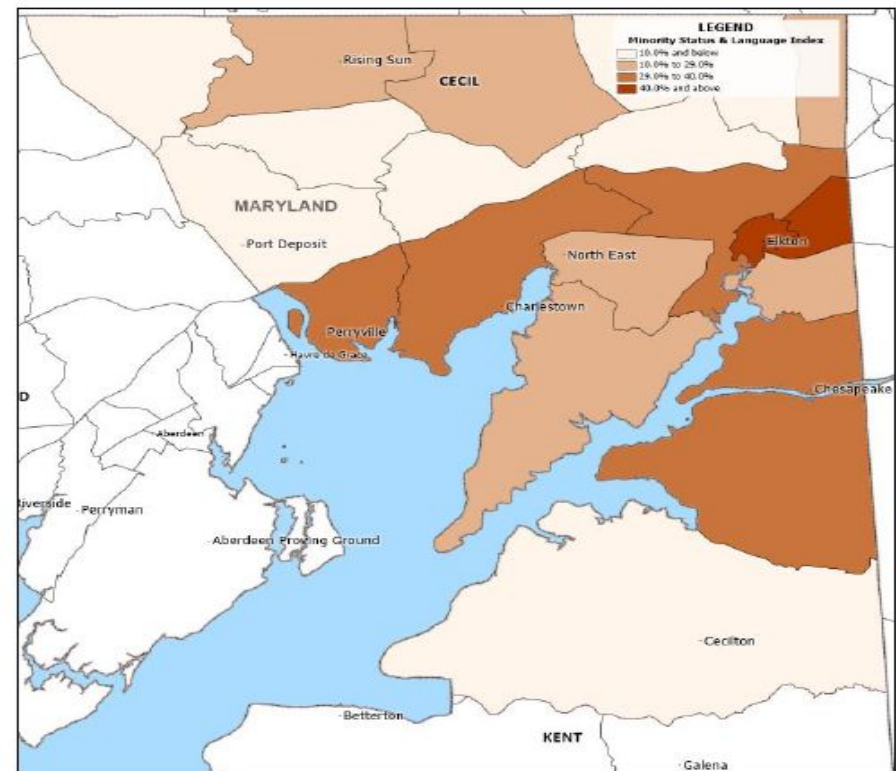 LEGEND
Minority Status & Language Index
10.0% and below
10.0% to 29.0%
29.0% to 40.0%
40.0% and above
Rising Sun
CECIL
MARYLAND
Port Deposit
Elkton
North East
Charlestown
Perryville
Havre de Grace
Chesapeake
D
Aberdeen
Riverside
Perryman
Aberdeen Proving Ground
Cecilton
Betterton
KENT
Galena